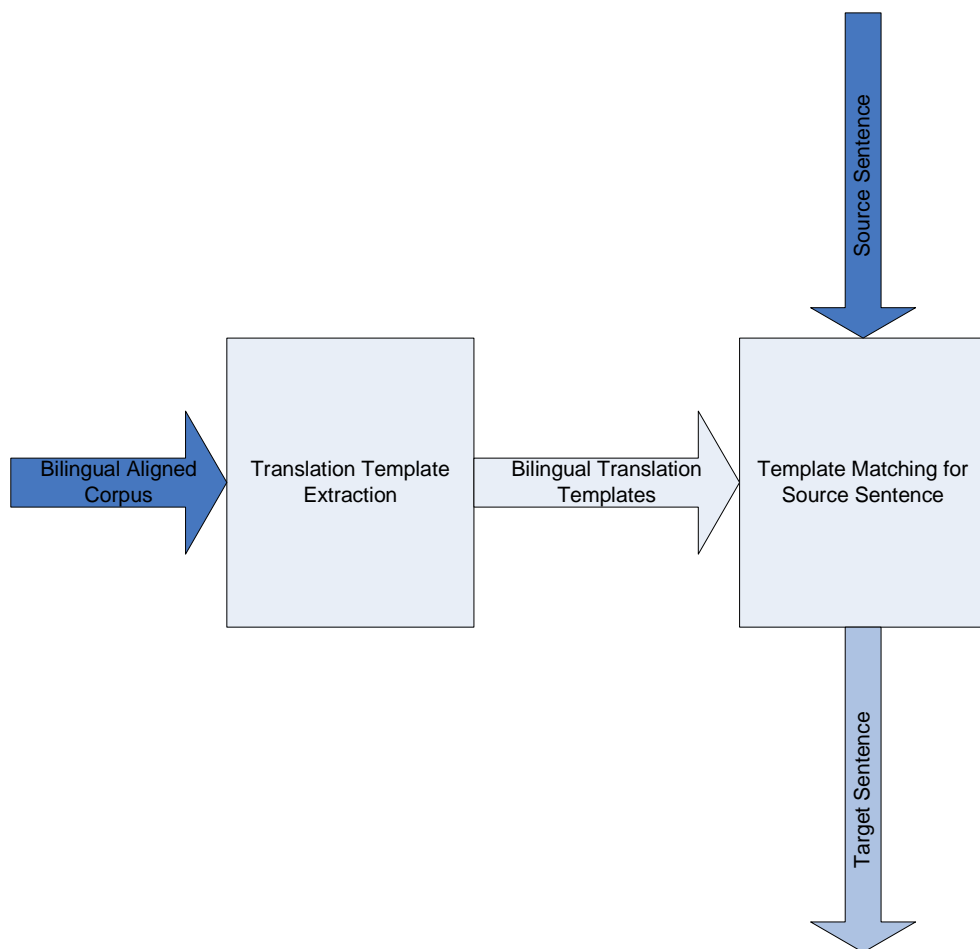 Source Sentence
Bilingual Aligned
Corpus
Translation Template
Extraction
Bilingual Translation
Templates
Template Matching for
Source Sentence
Target Sentence